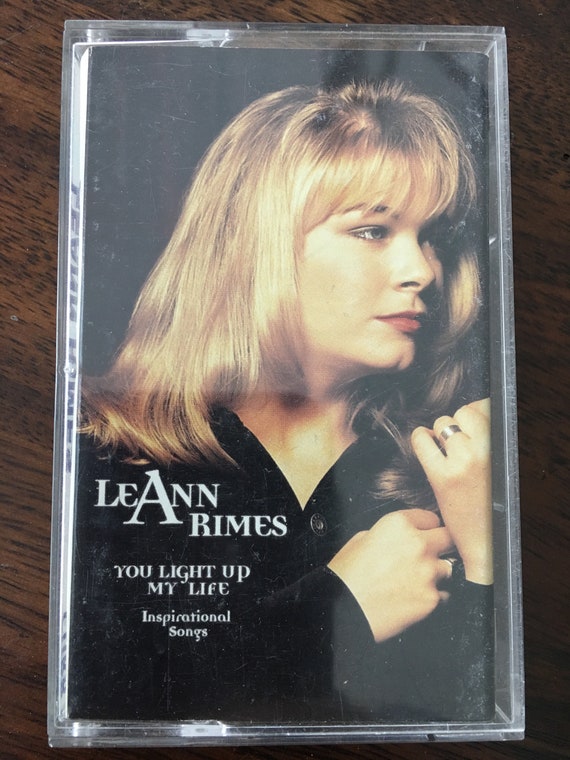 LeAnn
Rimes
You Light Up
My Life
Inspirational
Songs